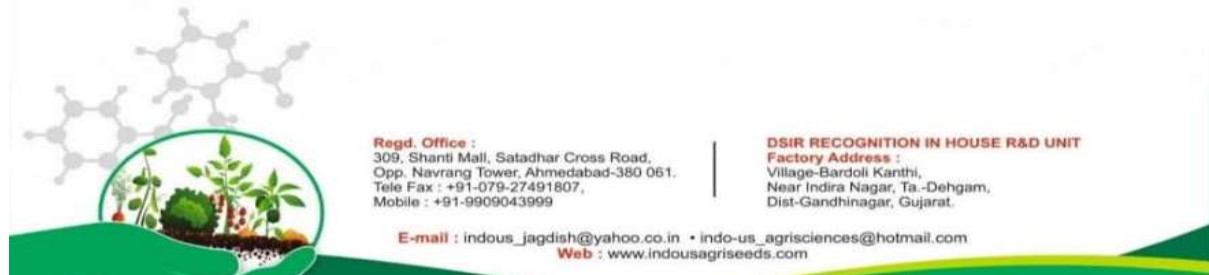 Regd. Office :
309, Shanti Mall, Satadhar Cross Road,
Opp. Navrang Tower, Ahmedabad-380 061.
Tele Fax : +91-079-27491807,
Mobile : +91-9909043999
DSIR RECOGNITION IN HOUSE R&D UNIT
Factory Address :
Village-Bardoli Kanthi,
Near Indira Nagar, Ta.-Dehgam,
Dist-Gandhinagar, Gujarat.
E-mail : indous_jagdish@yahoo.co.in • indo-us_agrisciences@hotmail.com
Web : www.indousagriseeds.com